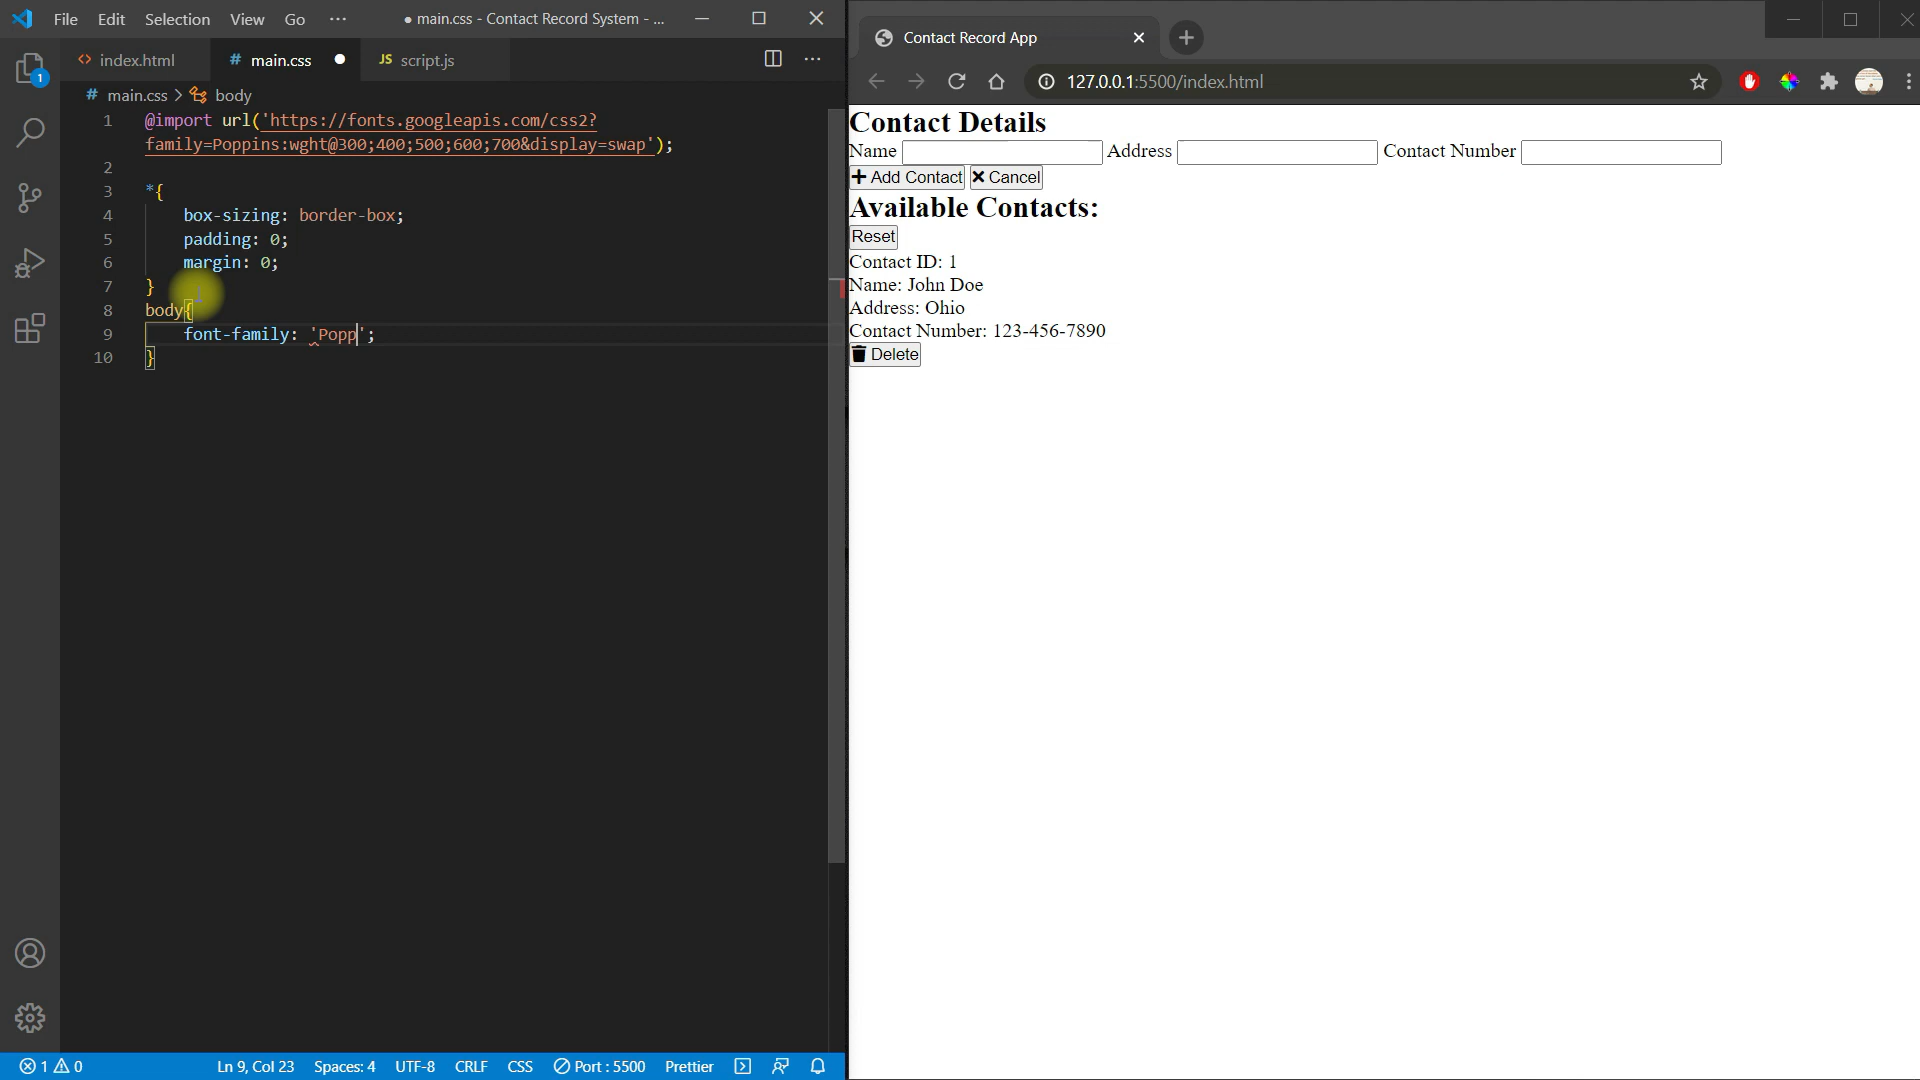 File Edit Selection View Go ··· ● main.css - Contact Record System - ...
index.html # main.css JS script.js
# main.css > body
1 @import url('https://fonts.googleapis.com/css2?
family=Poppins:wght@300;400;500;600;700&display=swap');
2
3 *{
4 box-sizing: border-box;
5 padding: 0;
6 margin: 0;
7 }
8 body{
9 font-family: 'Popp';
10 }
1
1 0 Ln 9, Col 23 Spaces: 4 UTF-8 CRLF CSS Port : 5500 Prettier
Contact Record App
127.0.0.1:5500/index.html
Contact Details
Name Address Contact Number
Add Contact Cancel
Available Contacts:
Reset
Contact ID: 1
Name: John Doe
Address: Ohio
Contact Number: 123-456-7890
Delete